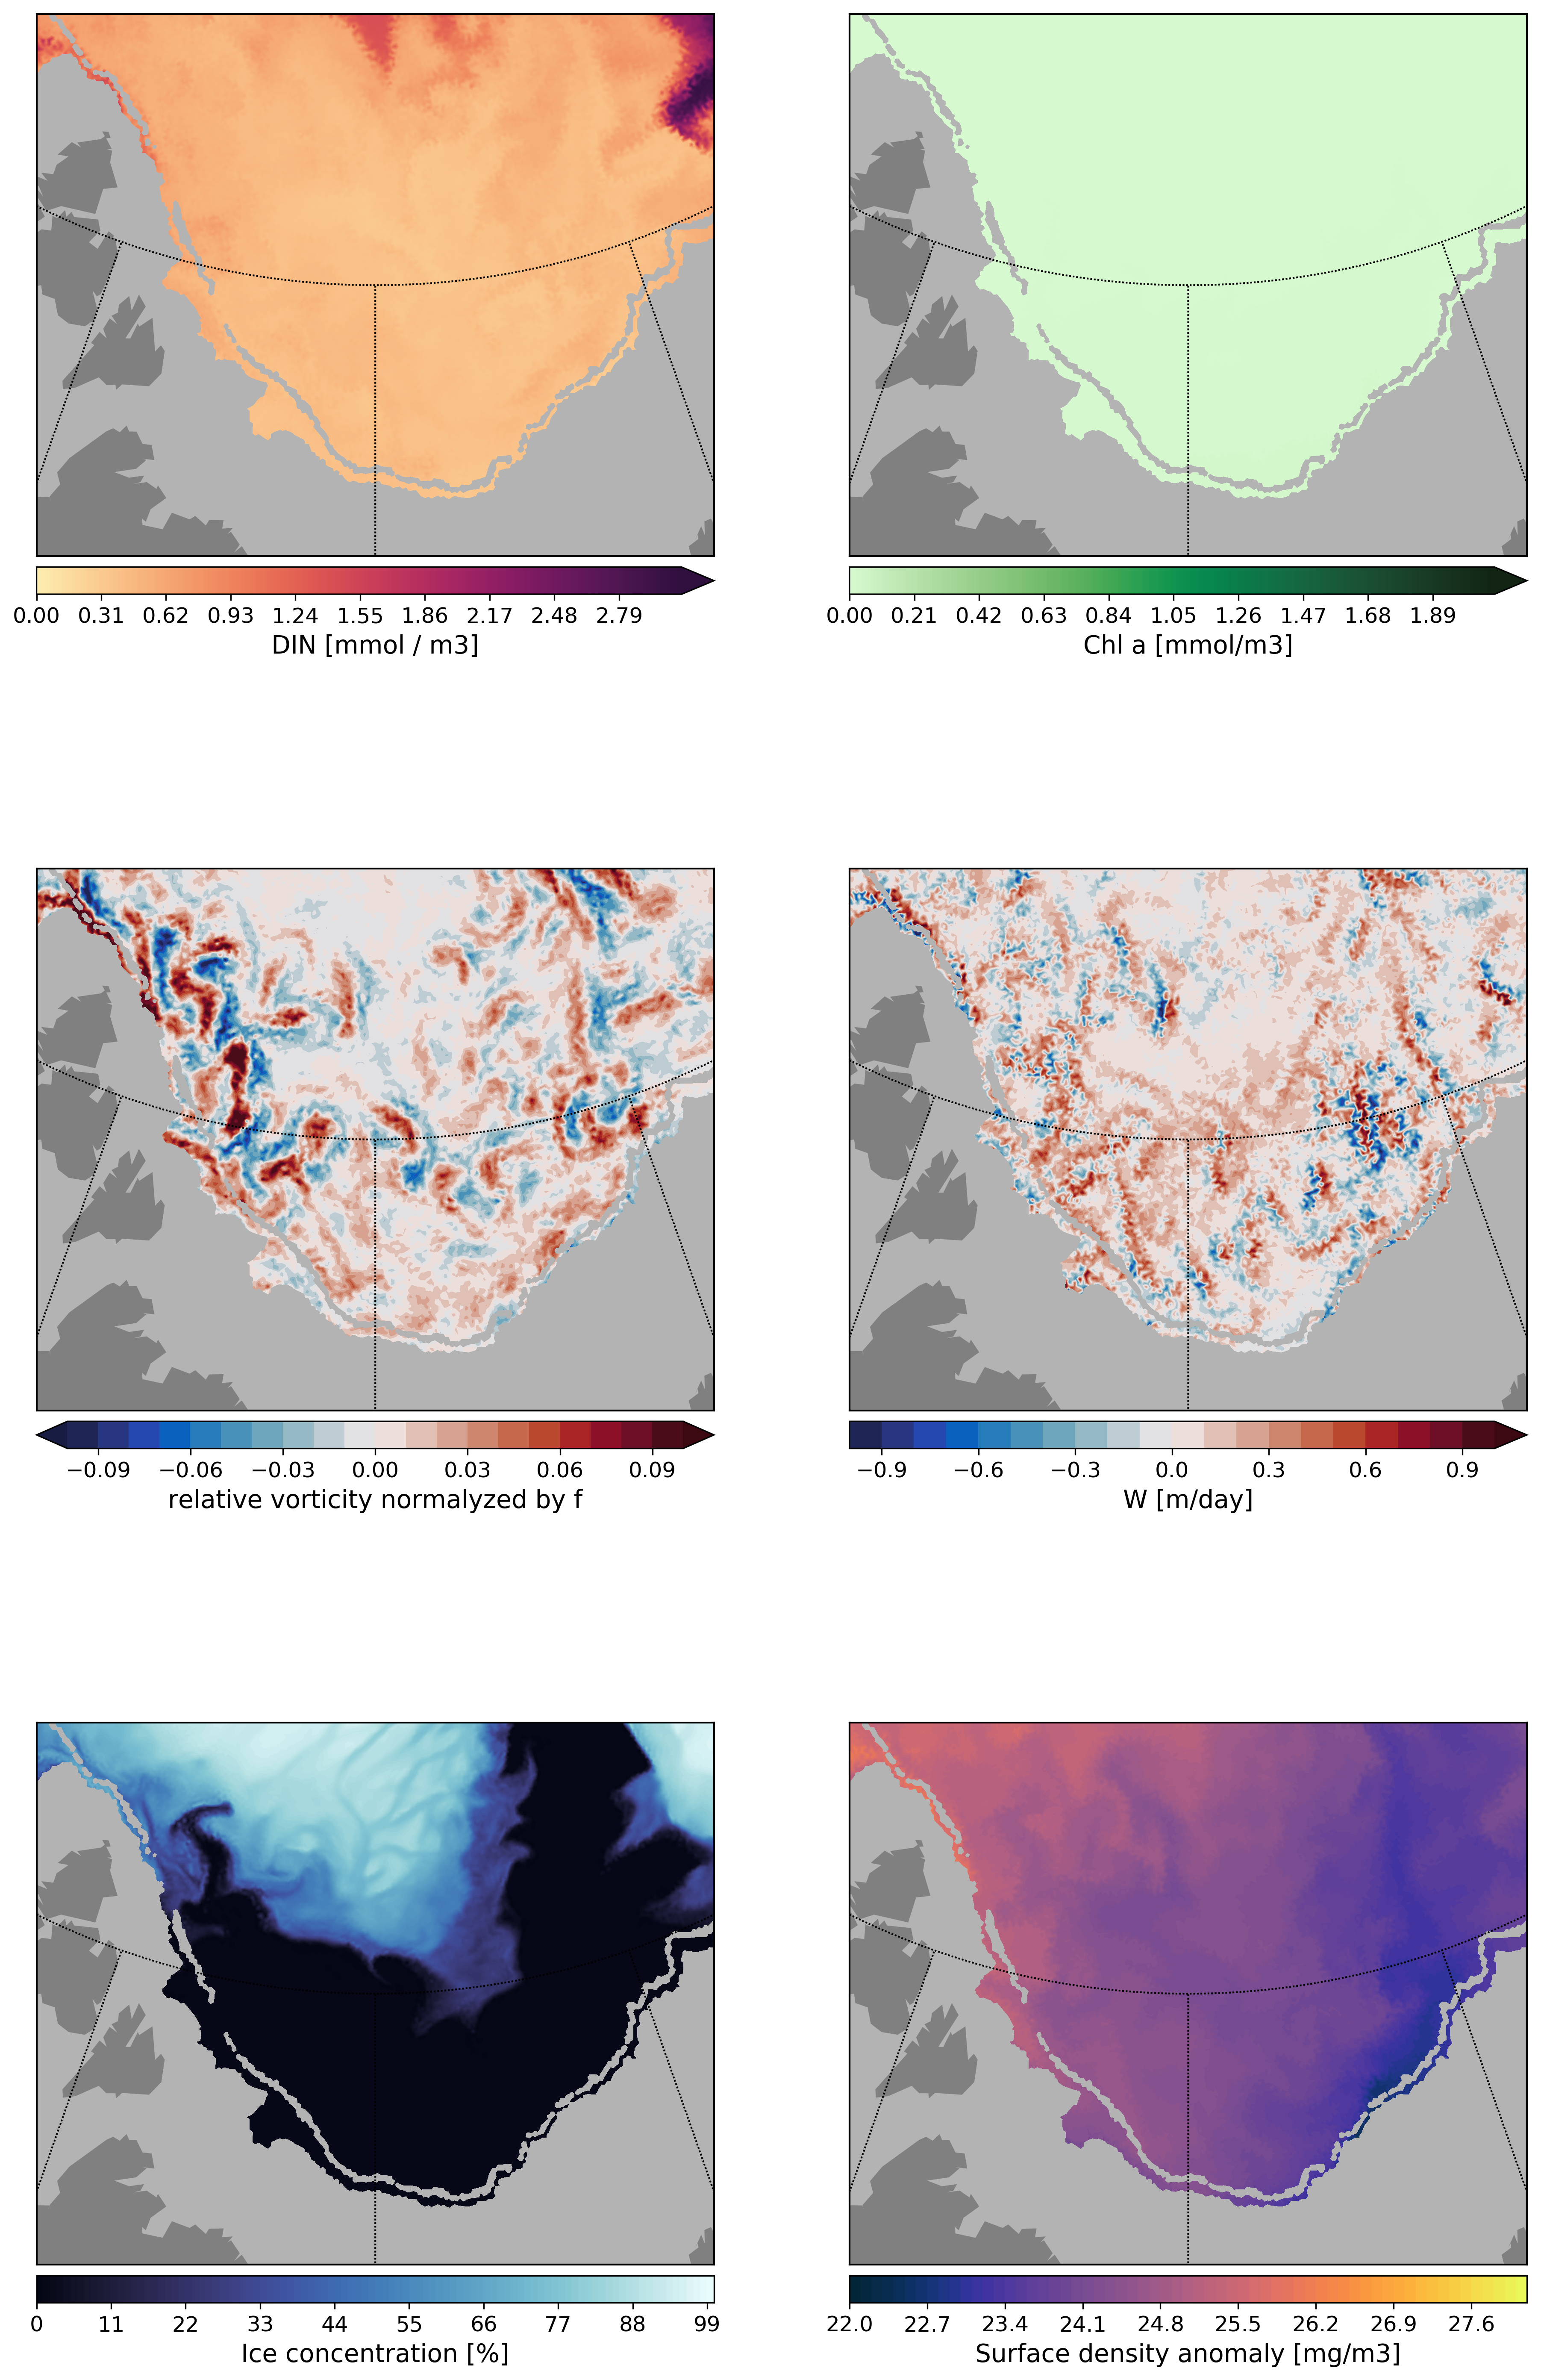 0.00 0.31 0.62 0.93 1.24 1.55 1.86 2.17 2.48 2.79
DIN [mmol / m3]
0.00 0.21 0.42 0.63 0.84 1.05 1.26 1.47 1.68 1.89
Chl a [mmol/m3]
−0.09 −0.06 −0.03 0.00 0.03 0.06 0.09
relative vorticity normalyzed by f
−0.9 −0.6 −0.3 0.0 0.3 0.6 0.9
W [m/day]
0 11 22 33 44 55 66 77 88 99
Ice concentration [%]
22.0 22.7 23.4 24.1 24.8 25.5 26.2 26.9 27.6
Surface density anomaly [mg/m3]